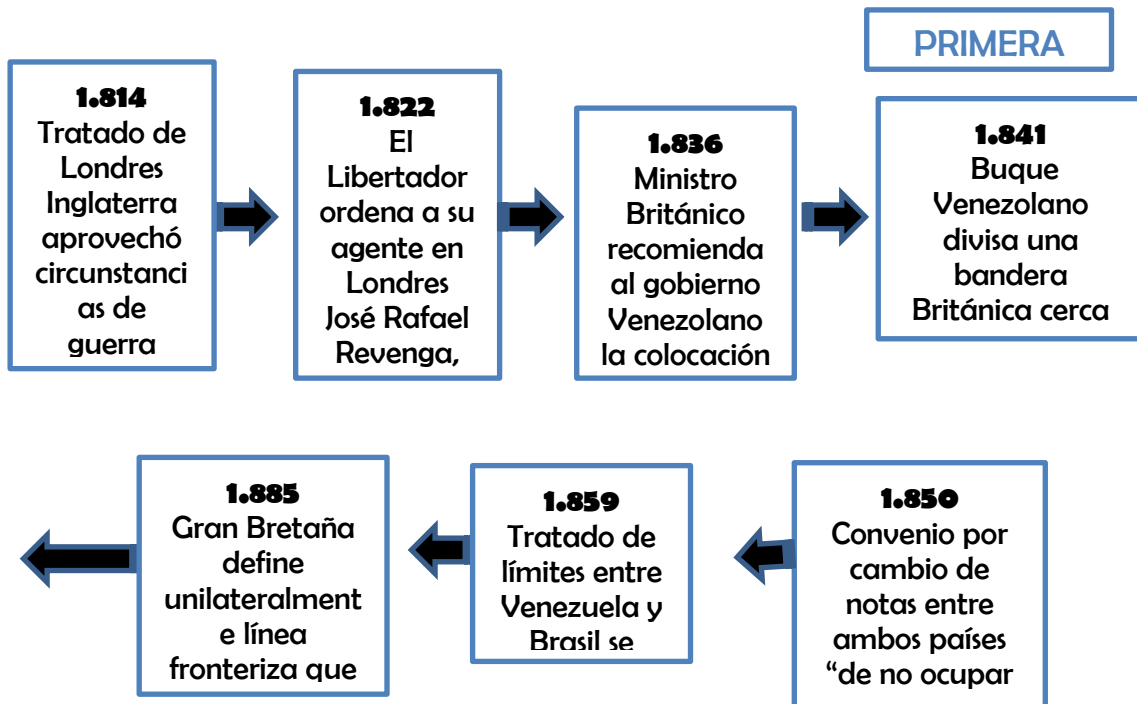 PRIMERA
1.814
Tratado de
Londres
Inglaterra
aprovechó
circunstanci
as de
guerra
1.822
El
Libertador
ordena a su
agente en
Londres
José Rafael
Revenga,
1.836
Ministro
Británico
recomienda
al gobierno
Venezolano
la colocación
1.841
Buque
Venezolano
divisa una
bandera
Británica cerca
1.850
Convenio por
cambio de
notas entre
ambos países
“de no ocupar
1.859
Tratado de
límites entre
Venezuela y
Brasil se
1.885
Gran Bretaña
define
unilateralment
e línea
fronteriza que